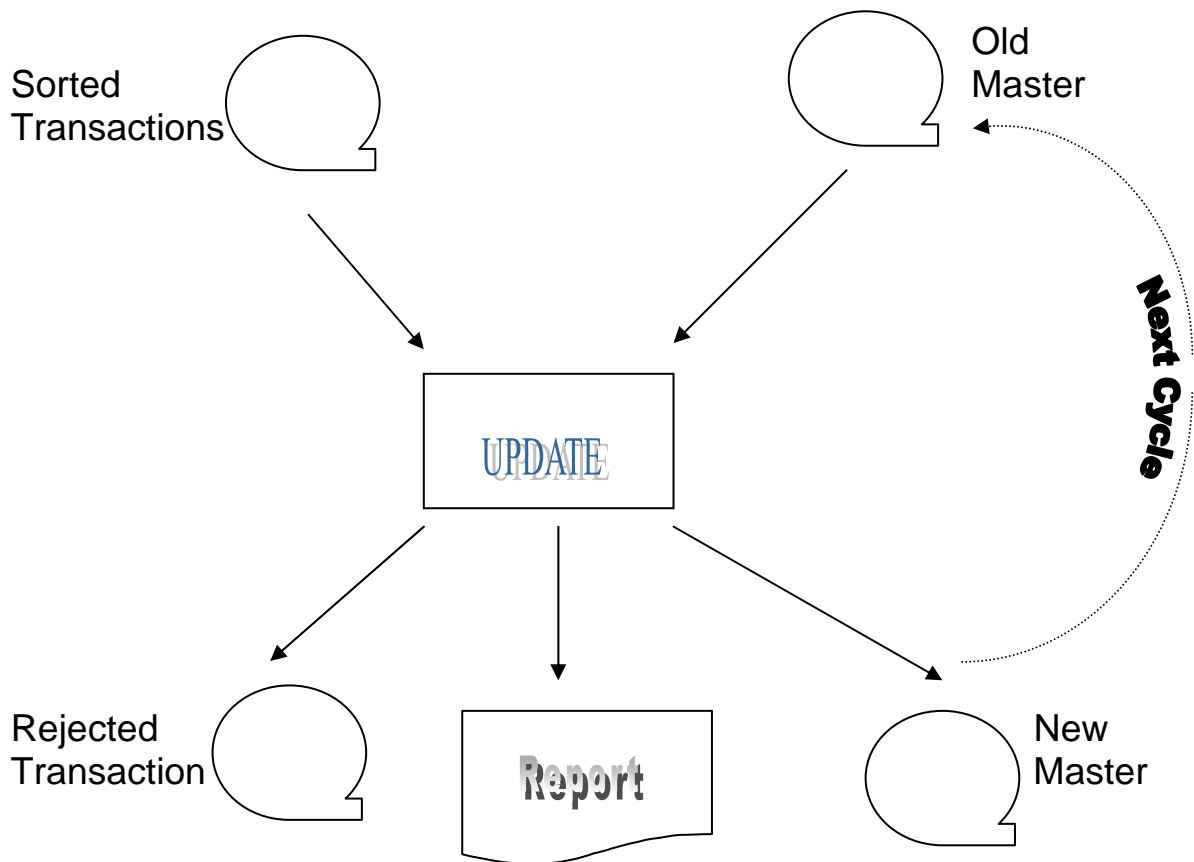 Sorted
Transactions
Old
Master
Next Cycle
UPDATE
Rejected
Transaction
Report
New
Master